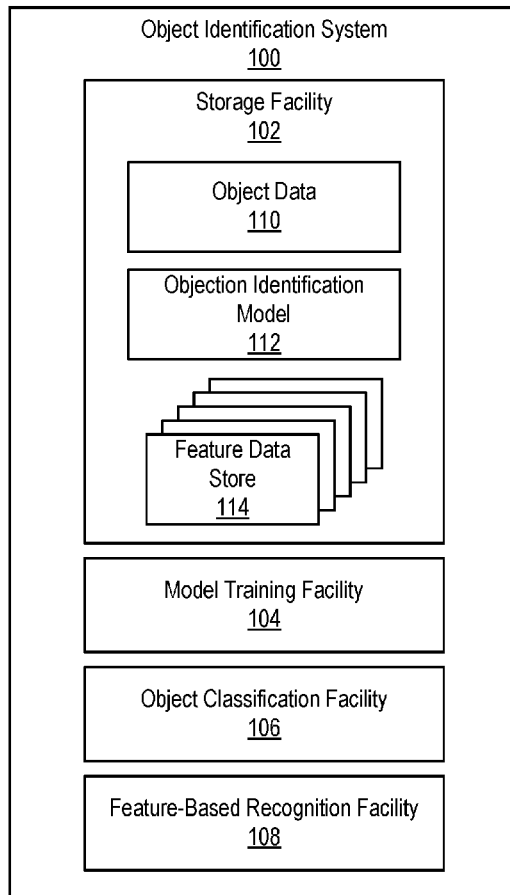 Object Identification System
100
Storage Facility
102
Object Data
110
Objection Identification
Model
112
Feature Data
Store
114
Model Training Facility
104
Object Classification Facility
106
Feature-Based Recognition Facility
108